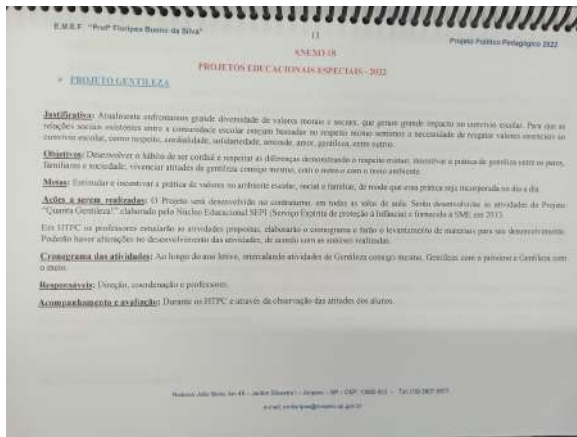 E.M.E.F. "Profª Floripes Bueno da Silva"
11
Projeto Político Pedagógico 2022
ANEXO 18
PROJETOS EDUCACIONAIS ESPECIAIS - 2022
PROJETO GENTILEZA
Justificativa: Atualmente enfrentamos grande diversidade de valores morais e sociais, que geram grande impacto no convívio escolar. Para que as
relações sociais existentes entre a comunidade escolar estejam baseadas no respeito mútuo sentimos a necessidade de resgatar valores essenciais ao
convívio escolar, como respeito, cordialidade, solidariedade, amizade, amor, gentileza, entre outros.
Objetivos: Desenvolver o hábito de ser cordial e respeitar as diferenças demonstrando o respeito mútuo; incentivar a prática de gentileza entre os pares,
familiares e sociedade; vivenciar atitudes de gentileza consigo mesmo, com o outro e com o meio ambiente.
Metas: Estimular e incentivar a prática de valores no ambiente escolar, social e familiar, de modo que essa prática seja incorporada no dia a dia.
Ações a serem realizadas: O Projeto será desenvolvido no contraturno, em todas as salas de aula. Serão desenvolvidas as atividades do Projeto
"Quanta Gentileza!" elaborado pelo Núcleo Educacional SEPI (Serviço Espírita de proteção à Infância) e fornecido à SME em 2013.
Em HTPC os professores estudarão as atividades propostas, elaborarão o cronograma e farão o levantamento de materiais para seu desenvolvimento.
Poderão haver alterações no desenvolvimento das atividades, de acordo com as análises realizadas.
Cronograma das atividades: Ao longo do ano letivo, intercalando atividades de Gentileza consigo mesmo, Gentileza com o próximo e Gentileza com
o meio.
Responsáveis: Direção, coordenação e professores.
Acompanhamento e avaliação: Durante os HTPC e através da observação das atitudes dos alunos.
- SP - CEP: